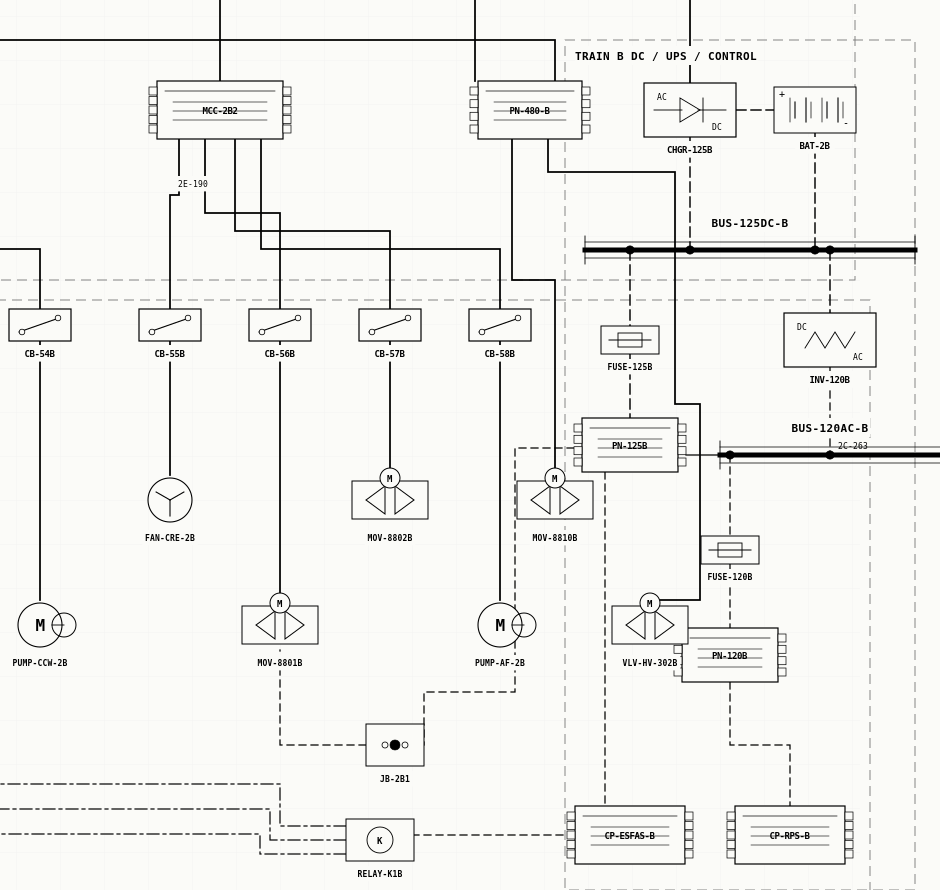 TRAIN B DC / UPS / CONTROL
MCC-2B2
PN-480-B
AC
DC
CHGR-125B
+
-
BAT-2B
2E-190
BUS-125DC-B
CB-54B
CB-55B
CB-56B
CB-57B
CB-58B
FUSE-125B
DC
AC
INV-120B
BUS-120AC-B
2C-263
PN-125B
M
M
FAN-CRE-2B
MOV-8802B
MOV-8810B
FUSE-120B
M
M
M
M
PUMP-CCW-2B
MOV-8801B
PUMP-AF-2B
VLV-HV-302B
PN-120B
JB-2B1
K
RELAY-K1B
CP-ESFAS-B
CP-RPS-B